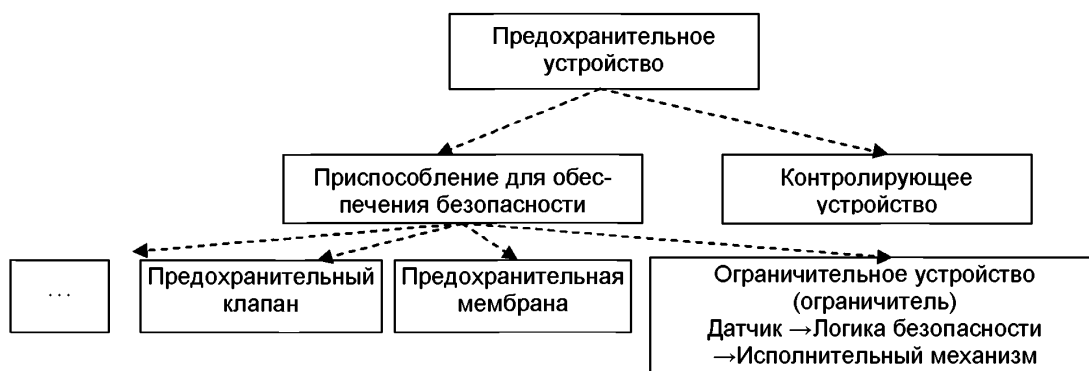 Предохранительное
устройство
Приспособление для обес-
печения безопасности
Контролирующее
устройство
...
Предохранительный
клапан
Предохранительная
мембрана
Ограничительное устройство
(ограничитель)
Датчик →Логика безопасности
→Исполнительный механизм